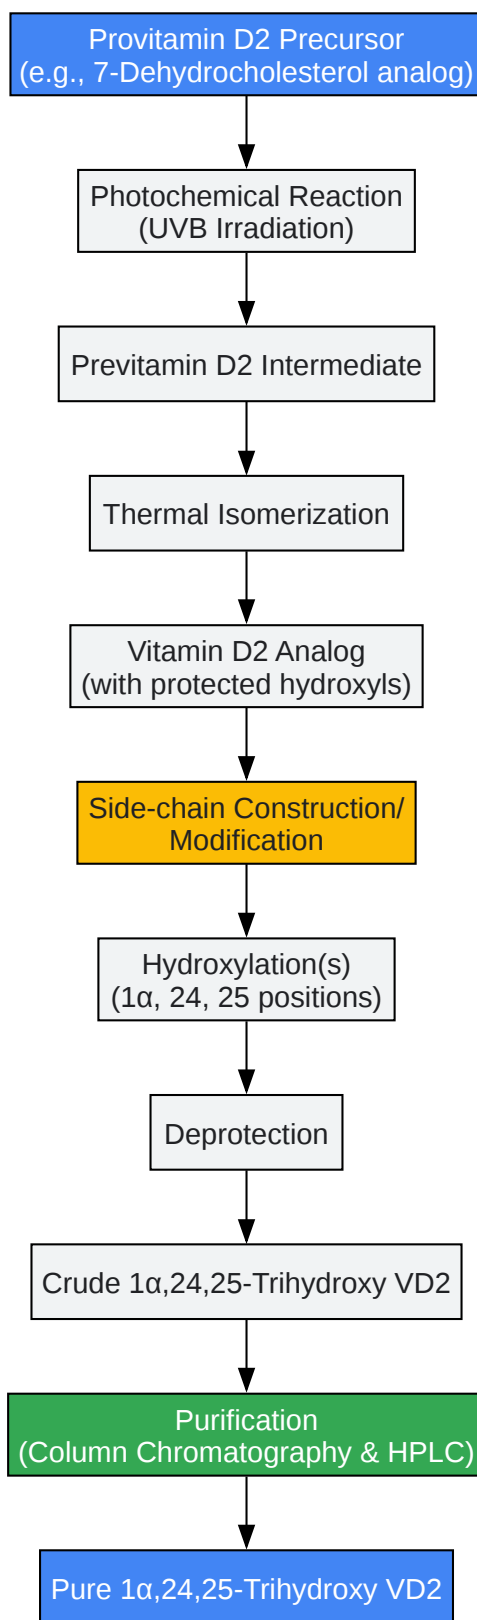 Provitamin D2 Precursor
(e.g., 7-Dehydrocholesterol analog)
Photochemical Reaction
(UVB Irradiation)
Previtamin D2 Intermediate
Thermal Isomerization
Vitamin D2 Analog
(with protected hydroxyls)
Side-chain Construction/
Modification
Hydroxylation(s)
(1α, 24, 25 positions)
Deprotection
Crude 1α,24,25-Trihydroxy VD2
Purification
(Column Chromatography & HPLC)
Pure 1α,24,25-Trihydroxy VD2